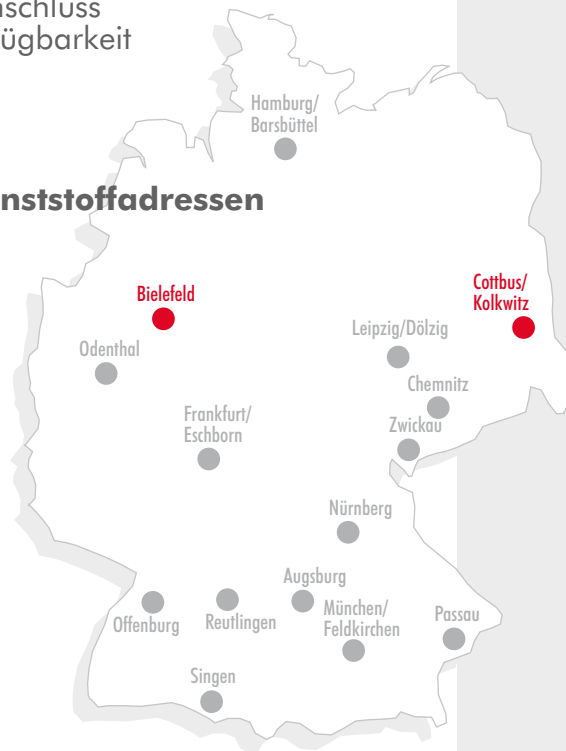 nschluss
ügbarkeit
Hamburg/
Barsbüttel
nststoffadressen
Bielefeld
Cottbus/
Kolkwitz
Odenthal
Leipzig/Dölzig
Chemnitz
Frankfurt/
Eschborn
Zwickau
Nürnberg
Augsburg
München/
Feldkirchen
Offenburg
Reutlingen
Passau
Singen